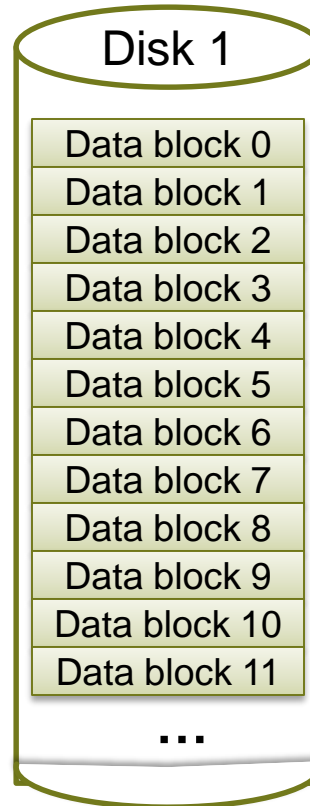 Disk 1
Data block 0
Data block 1
Data block 2
Data block 3
Data block 4
Data block 5
Data block 6
Data block 7
Data block 8
Data block 9
Data block 10
Data block 11
...